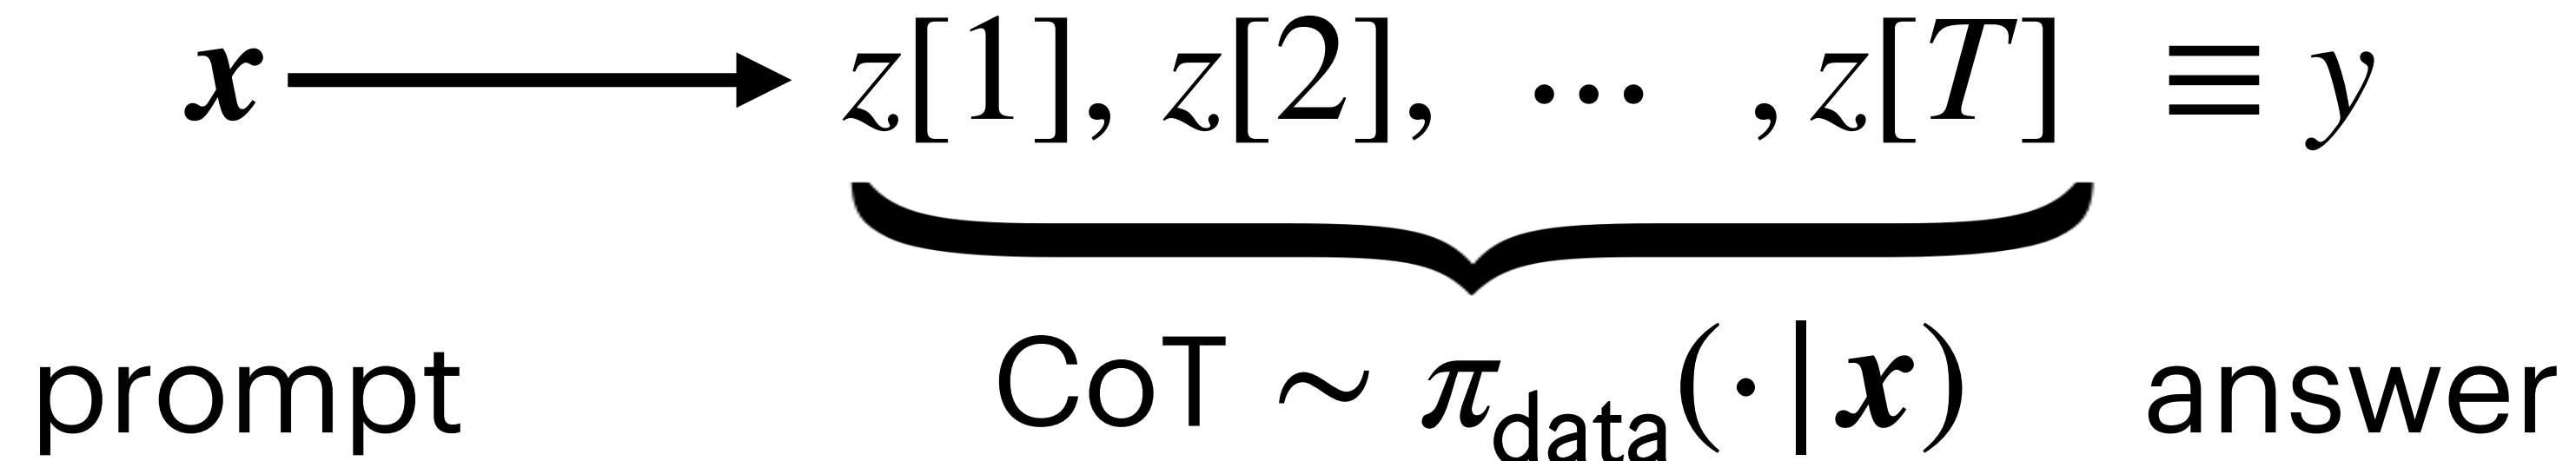 x ⟶ z[1], z[2], ⋯ , z[T] ≡ y
prompt CoT ∼ π_data(· | x) answer